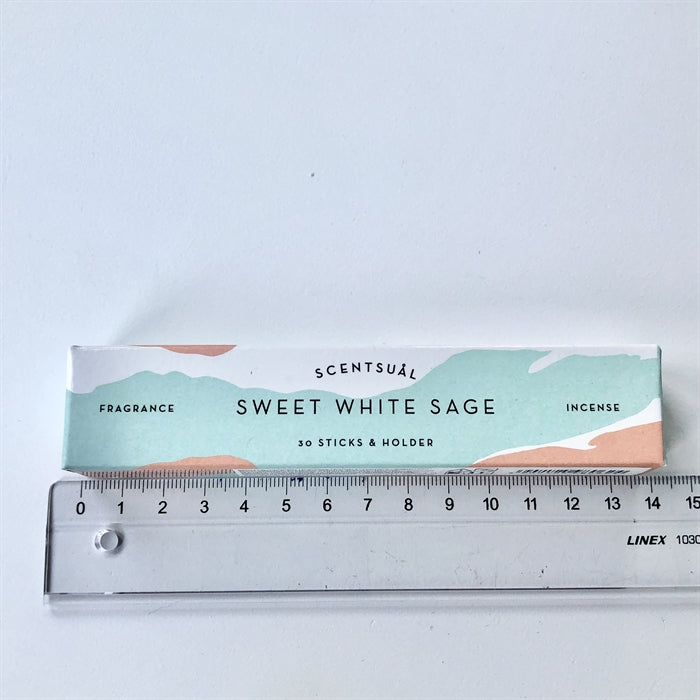 SCENTSUÅL
FRAGRANCE SWEET WHITE SAGE INCENSE
30 STICKS & HOLDER
0 1 2 3 4 5 6 7 8 9 10 11 12 13 14 15
LINEX 1030